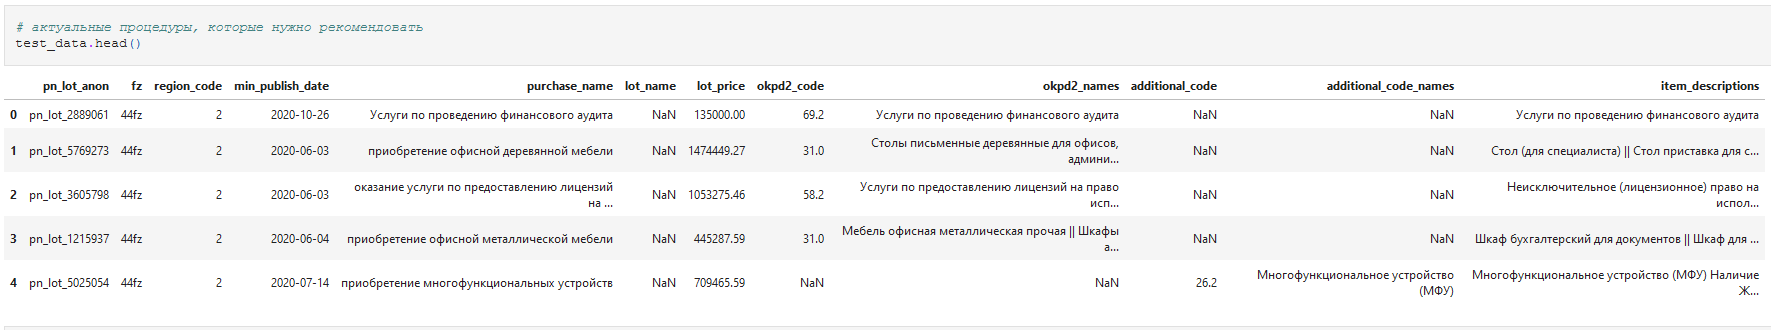 # актуальные процедуры, которые нужно рекомендовать
test_data.head()
pn_lot_anon fz region_code min_publish_date purchase_name lot_name lot_price okpd2_code okpd2_names additional_code additional_code_names item_descriptions
0 pn_lot_2889061 44fz 2 2020-10-26 Услуги по проведению финансового аудита NaN 135000.00 69.2 Услуги по проведению финансового аудита NaN NaN Услуги по проведению финансового аудита
1 pn_lot_5769273 44fz 2 2020-06-03 приобретение офисной деревянной мебели NaN 1474449.27 31.0 Столы письменные деревянные для офисов, админи... NaN NaN Стол (для специалиста) || Стол приставка для с...
2 pn_lot_3605798 44fz 2 2020-06-03 оказание услуги по предоставлению лицензий на ... NaN 1053275.46 58.2 Услуги по предоставлению лицензий на право исп... NaN NaN Неисключительное (лицензионное) право на испол...
3 pn_lot_1215937 44fz 2 2020-06-04 приобретение офисной металлической мебели NaN 445287.59 31.0 Мебель офисная металлическая прочая || Шкафы а... NaN NaN Шкаф бухгалтерский для документов || Шкаф для ...
4 pn_lot_5025054 44fz 2 2020-07-14 приобретение многофункциональных устройств NaN 709465.59 NaN NaN 26.2 Многофункциональное устройство (МФУ) Многофункциональное устройство (МФУ) Наличие Ж...